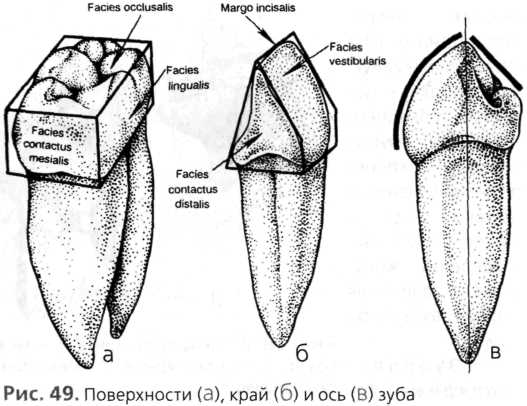 Facies occlusalis
Margo incisalis
Facies
vestibularis
Facies
lingualis
Facies
contactus
mesialis
Facies
contactus
distalis
а
б
в
Рис. 49. Поверхности (а), край (б) и ось (в) зуба